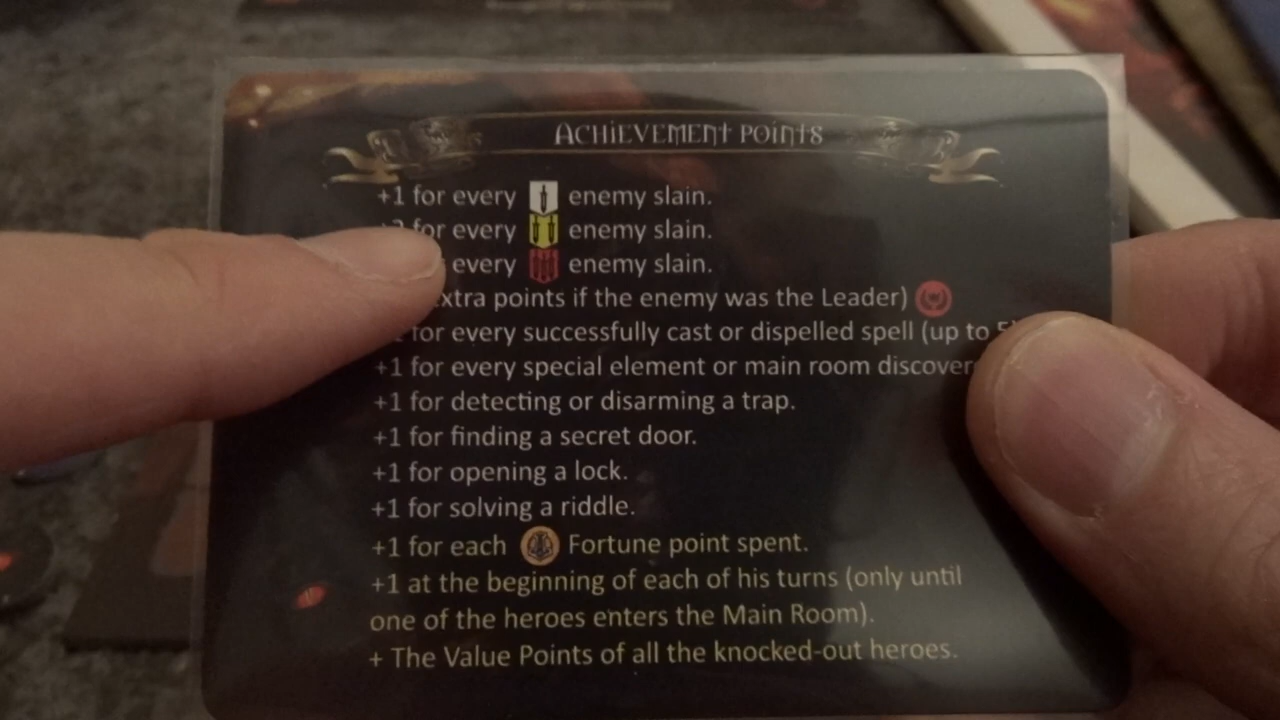 ACHiEVEMENT POiNTS
+1 for every enemy slain.
for every enemy slain.
every enemy slain.
xtra points if the enemy was the Leader)
for every successfully cast or dispelled spell (up to 5)
+1 for every special element or main room discover
+1 for detecting or disarming a trap.
+1 for finding a secret door.
+1 for opening a lock.
+1 for solving a riddle.
+1 for each Fortune point spent.
+1 at the beginning of each of his turns (only until
one of the heroes enters the Main Room).
+ The Value Points of all the knocked-out heroes.